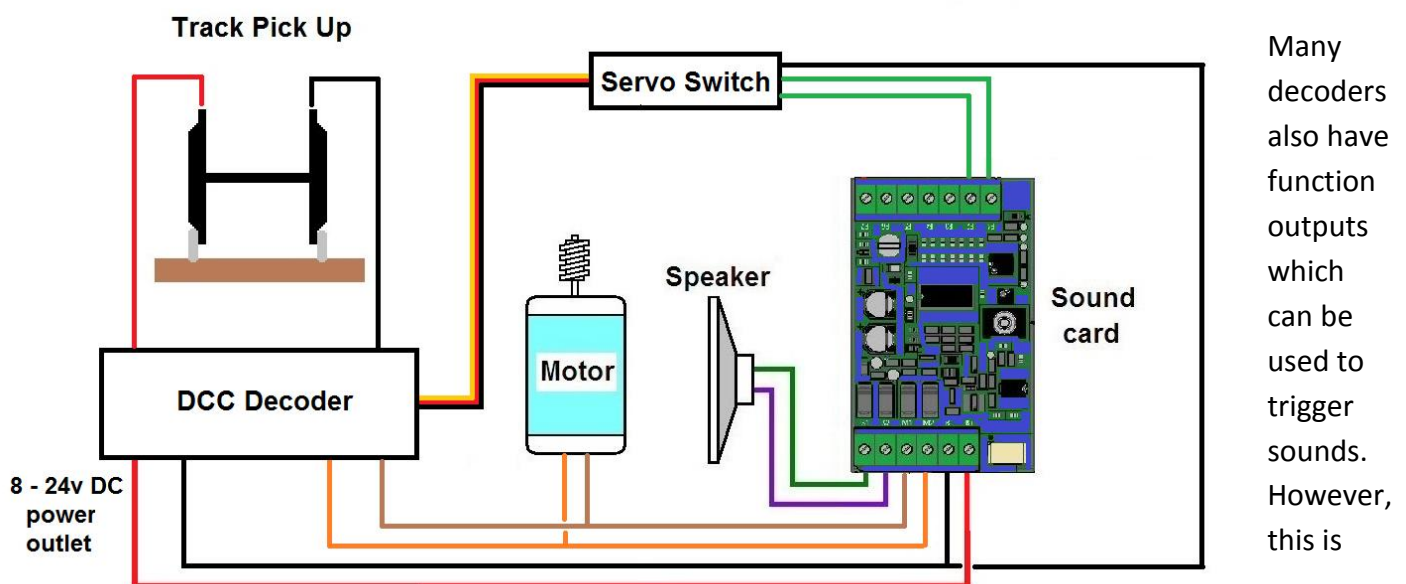 Track Pick Up
Servo Switch
Speaker
Motor
Sound
card
DCC Decoder
8 - 24v DC
power
outlet
Many
decoders
also have
function
outputs
which
can be
used to
trigger
sounds.
However,
this is